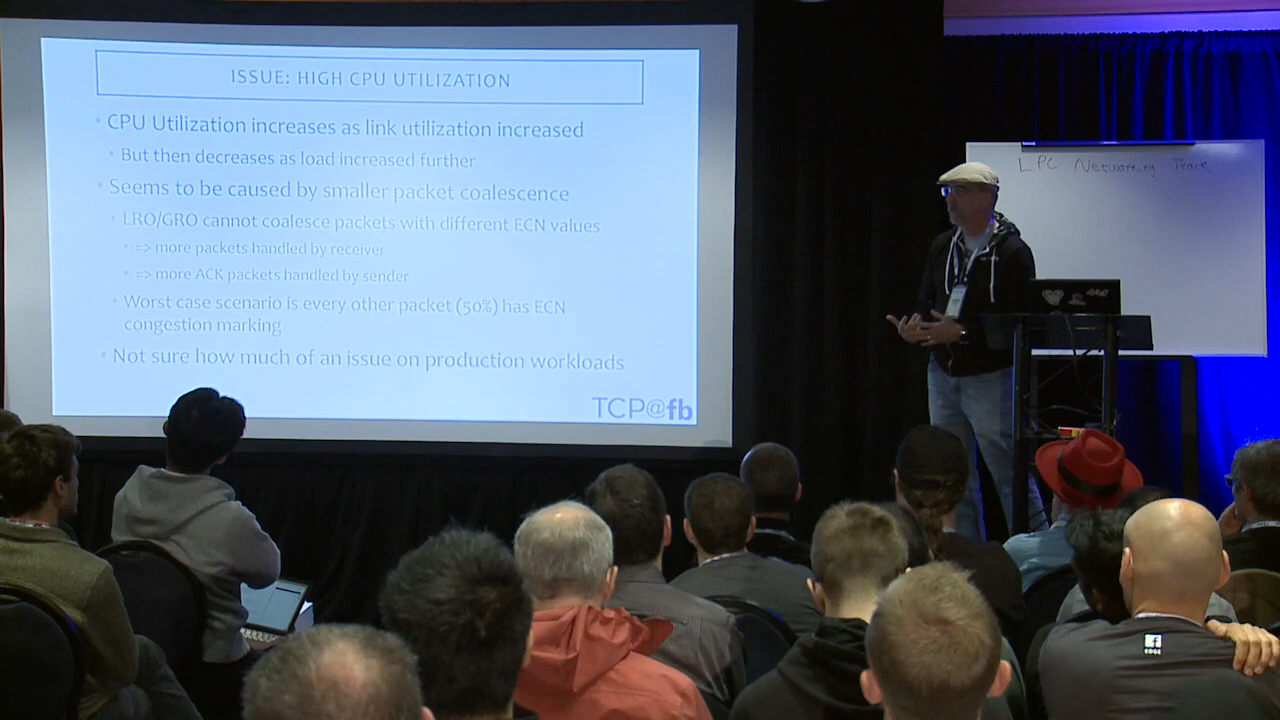 ISSUE: HIGH CPU UTILIZATION
• CPU Utilization increases as link utilization increased
• But then decreases as load increased further
• Seems to be caused by smaller packet coalescence
• LRO/GRO cannot coalesce packets with different ECN values
• => more packets handled by receiver
• => more ACK packets handled by sender
• Worst case scenario is every other packet (50%) has ECN
congestion marking
• Not sure how much of an issue on production workloads
TCP@fb
LPC Networking Track
f
EDGE